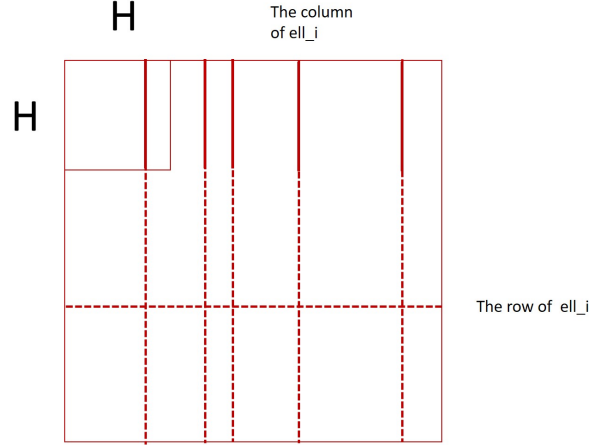 H
The column
of ell_i
H
The row of ell_i